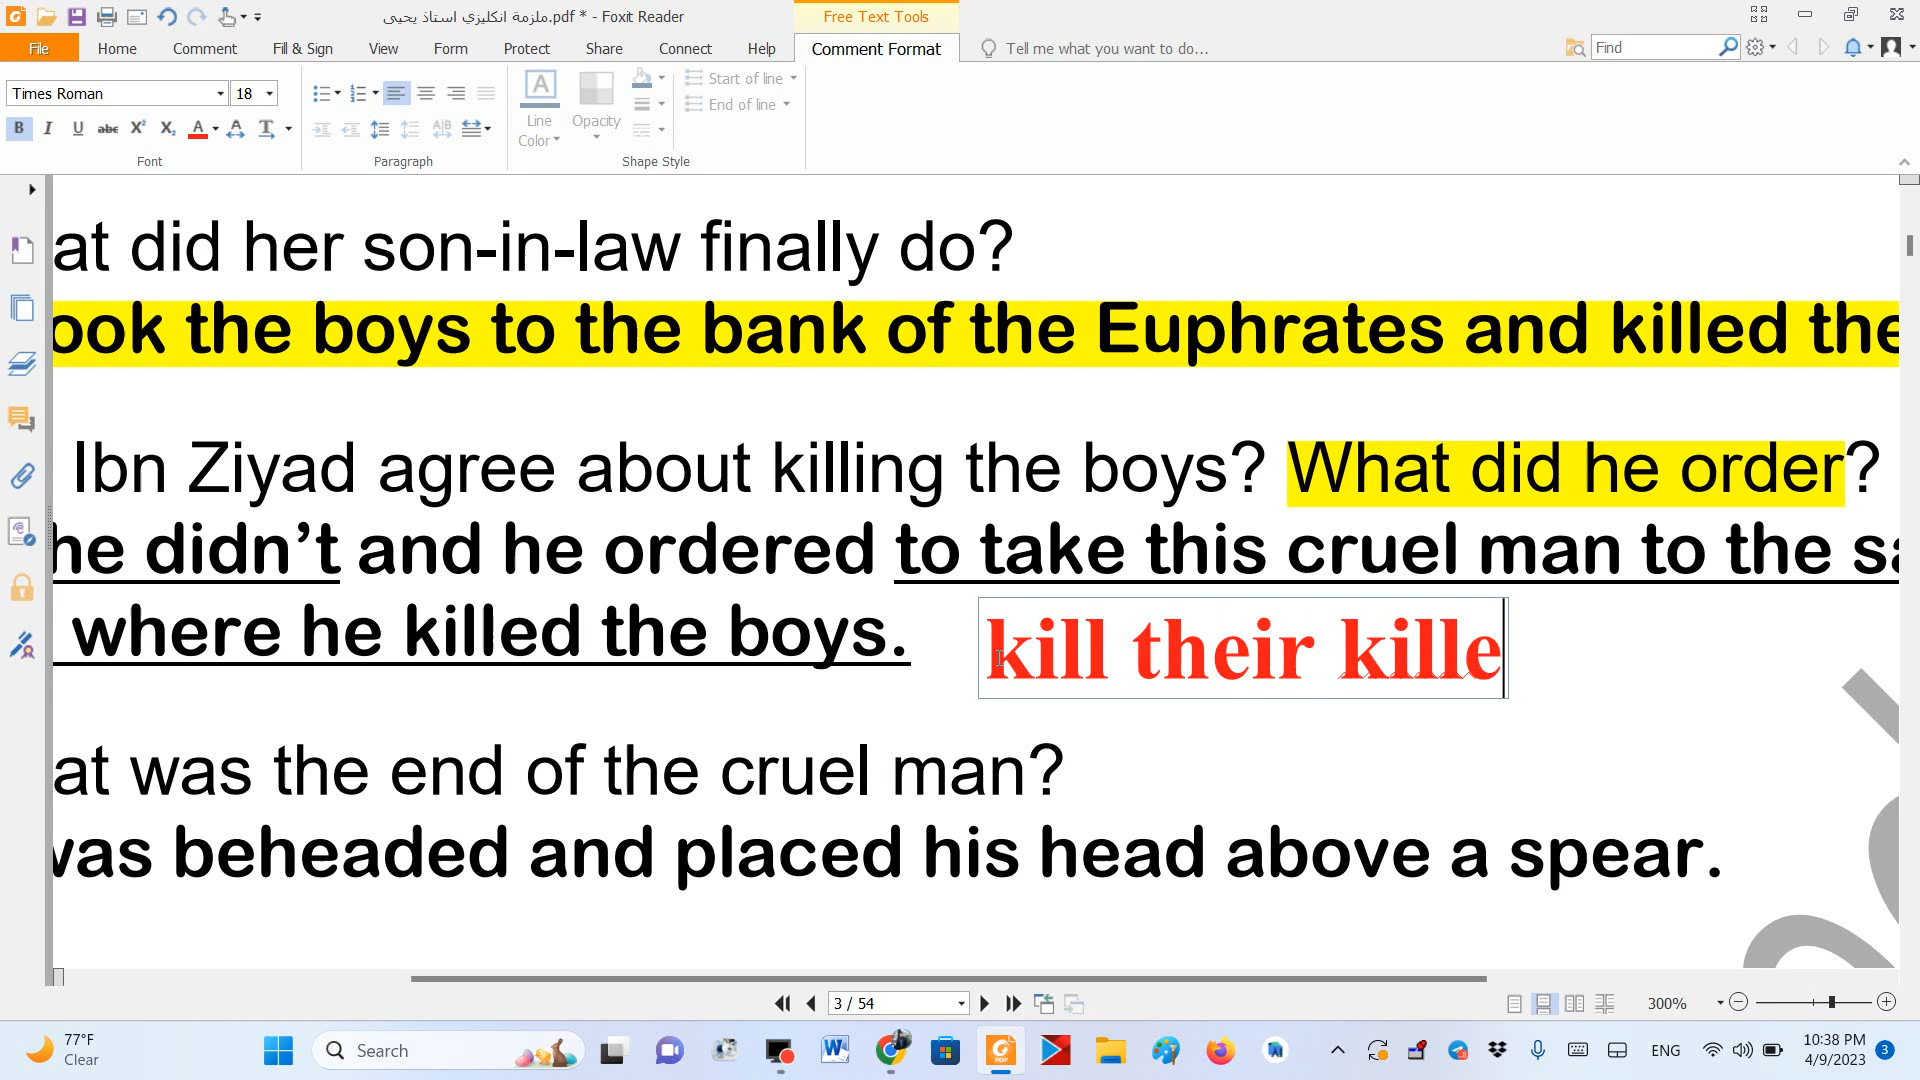 ملزمة انكليزي استاذ يحيى.pdf * - Foxit Reader
Free Text Tools
File Home Comment Fill & Sign View Form Protect Share Connect Help Comment Format Tell me what you want to do... Find
Times Roman 18
Start of line
End of line
Line Color
Opacity
Font Paragraph Shape Style
at did her son-in-law finally do?
ook the boys to the bank of the Euphrates and killed the
Ibn Ziyad agree about killing the boys? What did he order?
he didn't and he ordered to take this cruel man to the sa
where he killed the boys. kill their kille
at was the end of the cruel man?
was beheaded and placed his head above a spear.
3 / 54 300%
77°F
Clear
Search
ENG
10:38 PM
4/9/2023
3